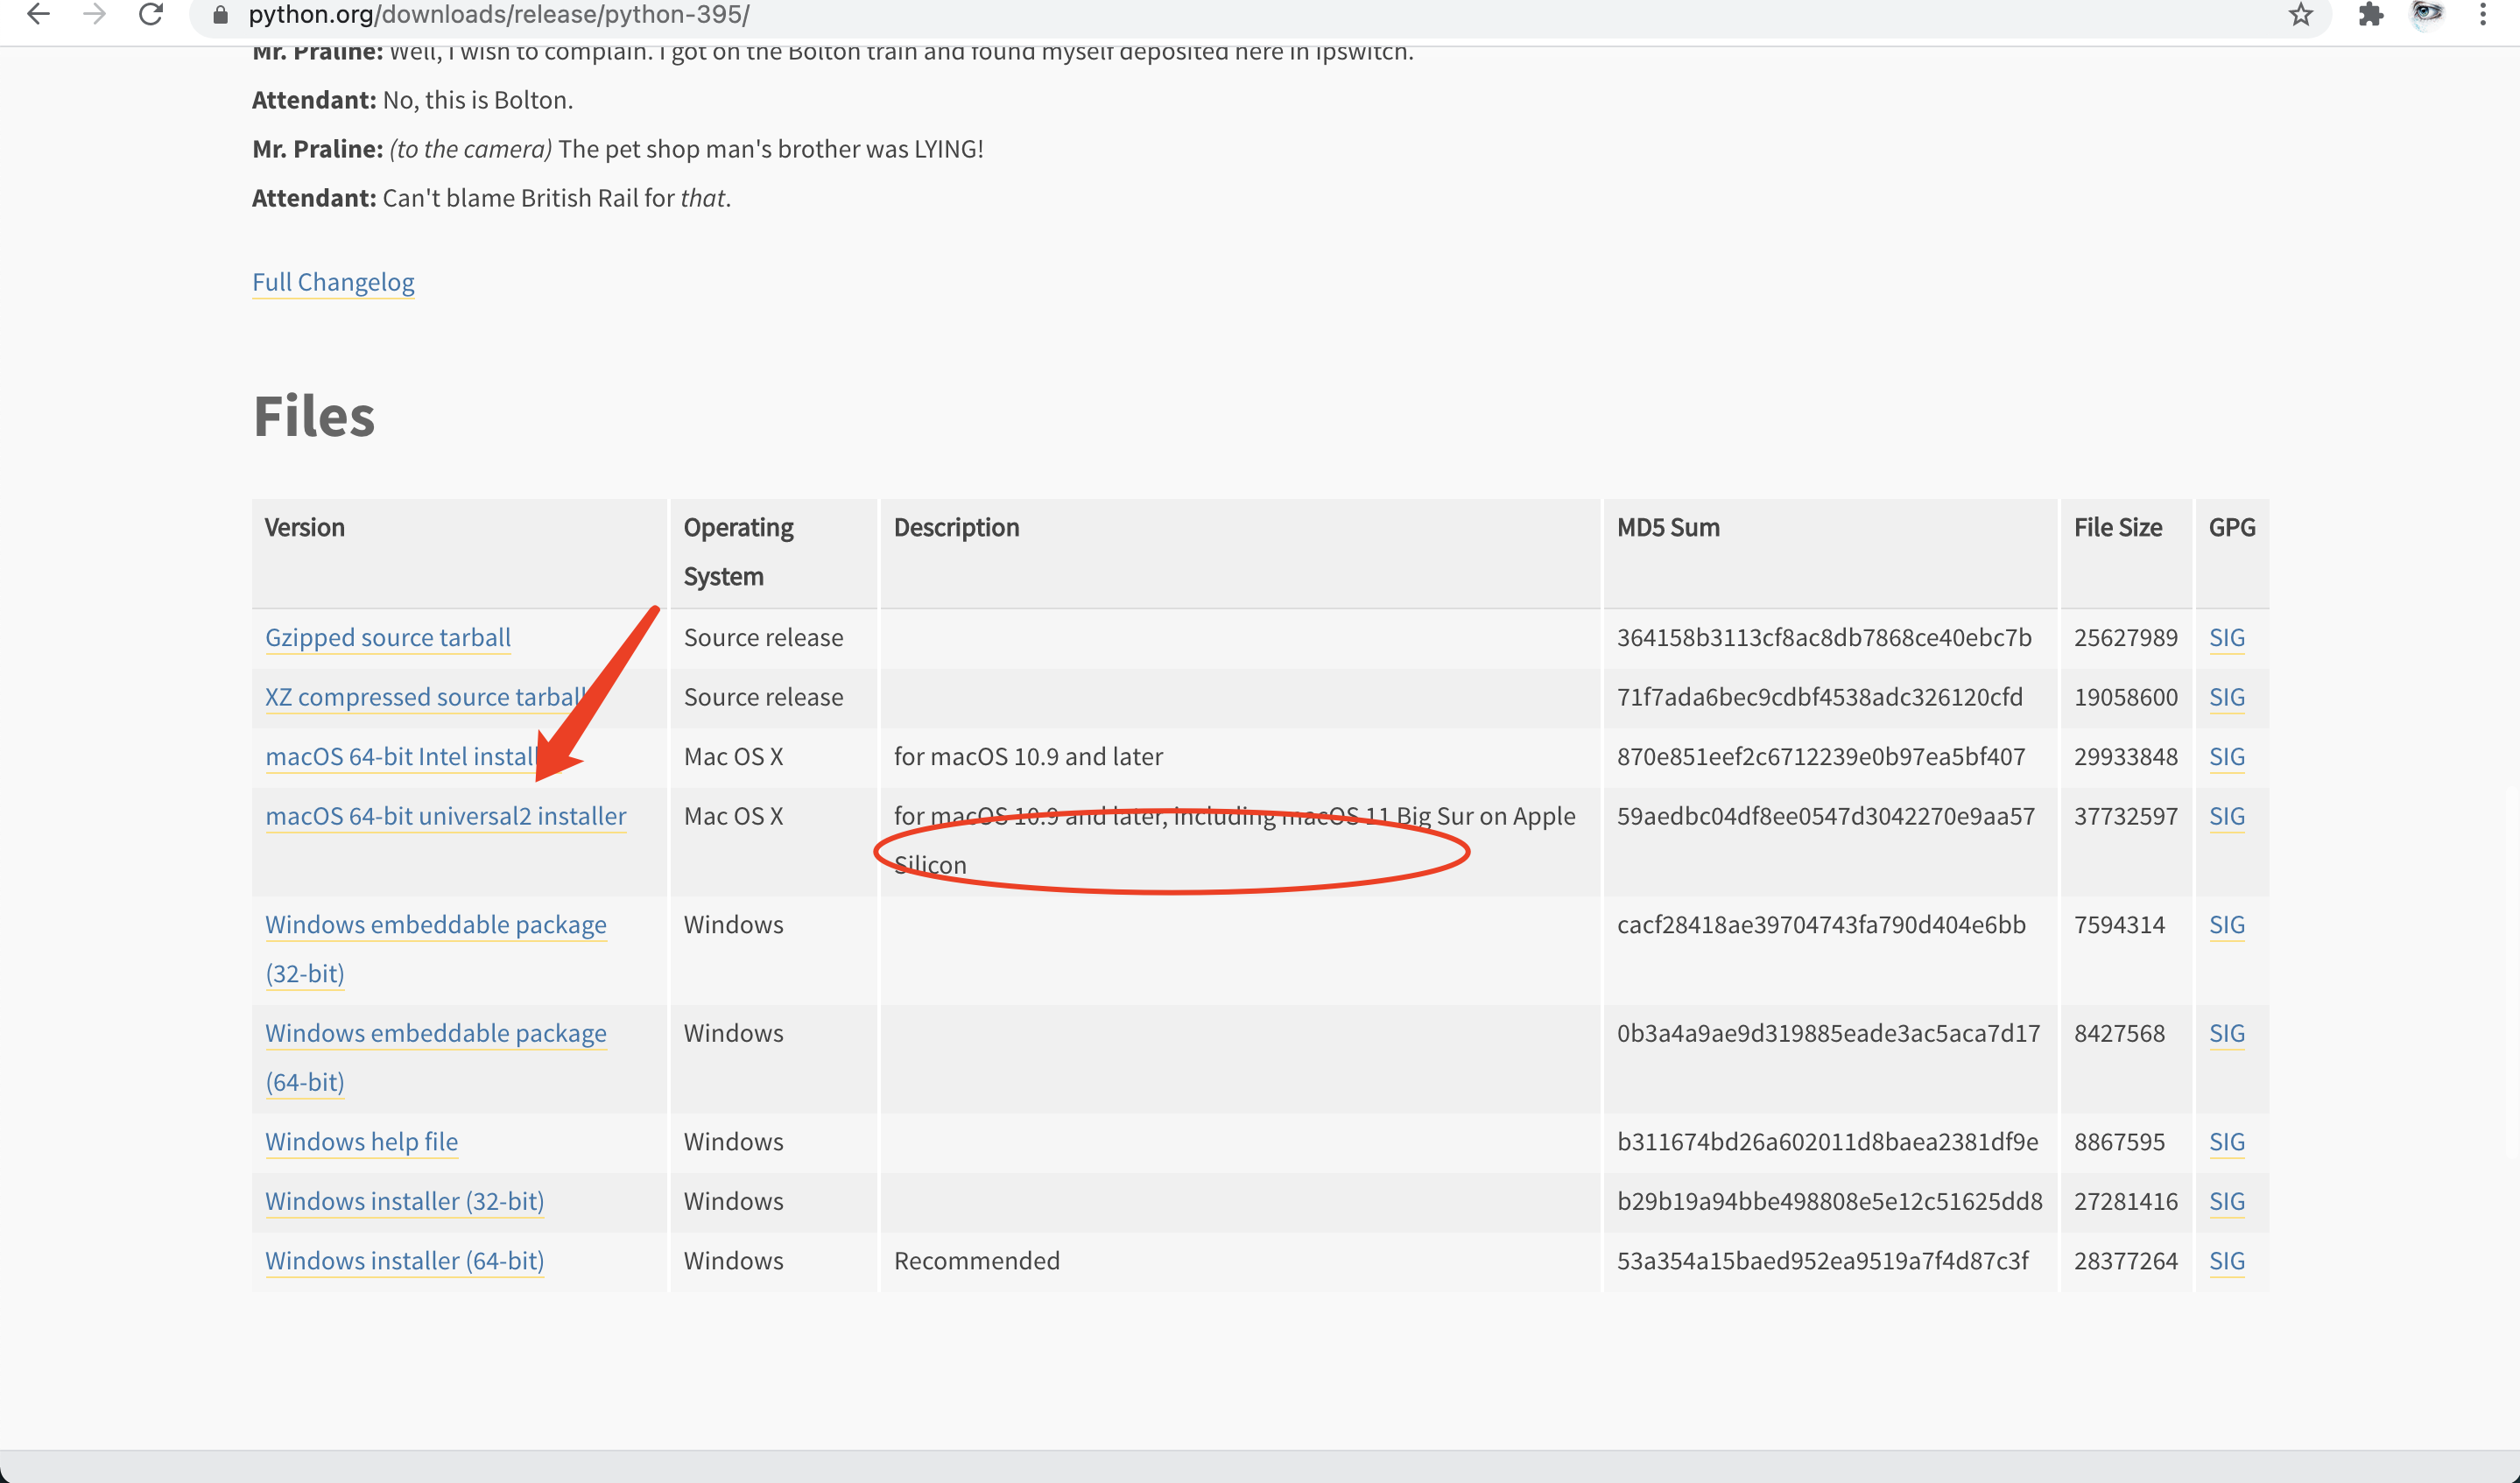 python.org/downloads/release/python-395/
Mr. Praline: Well, I wish to complain. I got on the Bolton train and found myself deposited here in Ipswitch.
Attendant: No, this is Bolton.
Mr. Praline: (to the camera) The pet shop man's brother was LYING!
Attendant: Can't blame British Rail for that.
Full Changelog
Files
Version Operating System Description MD5 Sum File Size GPG
Gzipped source tarball Source release 364158b3113cf8ac8db7868ce40ebc7b 25627989 SIG
XZ compressed source tarball Source release 71f7ada6bec9cdbf4538adc326120cfd 19058600 SIG
macOS 64-bit Intel install Mac OS X for macOS 10.9 and later 870e851eef2c6712239e0b97ea5bf407 29933848 SIG
macOS 64-bit universal2 installer Mac OS X for macOS 10.9 and later, including macOS 11 Big Sur on Apple 59aedbc04df8ee0547d3042270e9aa57 37732597 SIG
Silicon
Windows embeddable package Windows cacf28418ae39704743fa790d404e6bb 7594314 SIG
(32-bit)
Windows embeddable package Windows 0b3a4a9ae9d319885eade3ac5aca7d17 8427568 SIG
(64-bit)
Windows help file Windows b311674bd26a602011d8baea2381df9e 8867595 SIG
Windows installer (32-bit) Windows b29b19a94bbe498808e5e12c51625dd8 27281416 SIG
Windows installer (64-bit) Windows Recommended 53a354a15baed952ea9519a7f4d87c3f 28377264 SIG